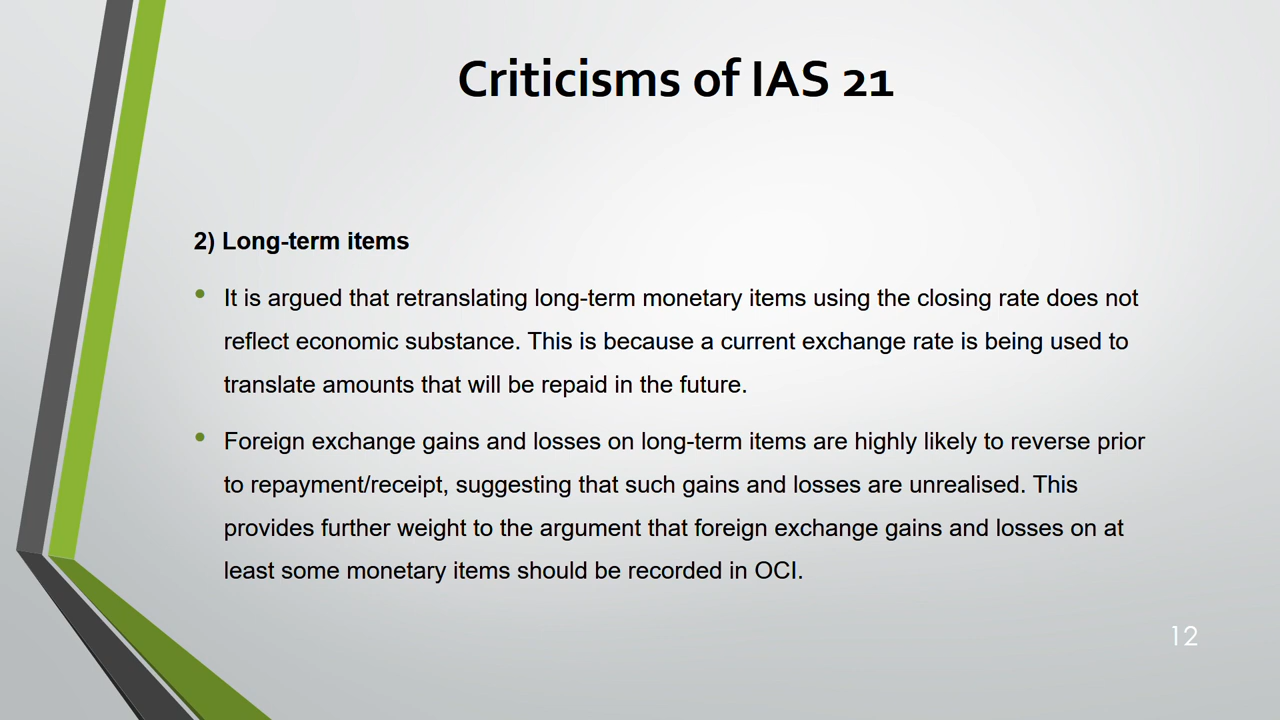 Criticisms of IAS 21
2) Long-term items
• It is argued that retranslating long-term monetary items using the closing rate does not
reflect economic substance. This is because a current exchange rate is being used to
translate amounts that will be repaid in the future.
• Foreign exchange gains and losses on long-term items are highly likely to reverse prior
to repayment/receipt, suggesting that such gains and losses are unrealised. This
provides further weight to the argument that foreign exchange gains and losses on at
least some monetary items should be recorded in OCI.
12